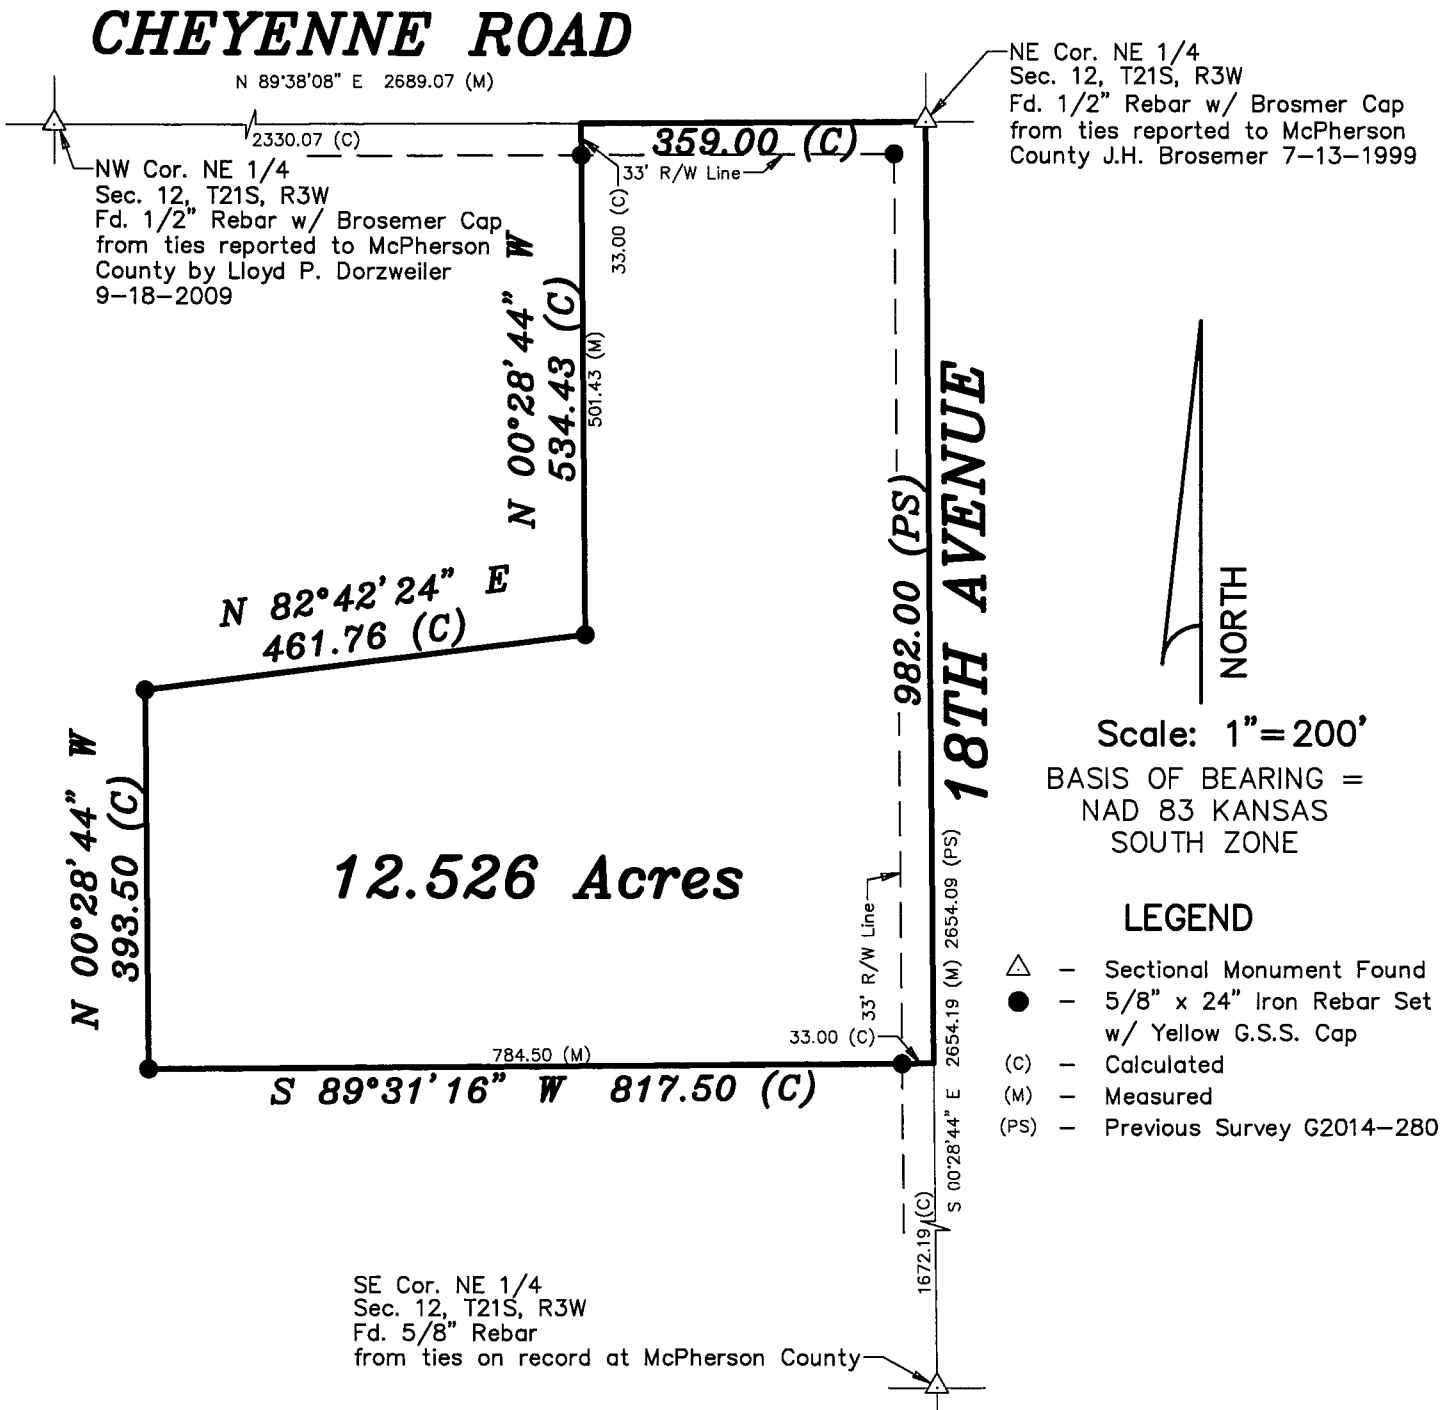 CHEYENNE ROAD
N 89°38'08" E 2689.07 (M)
2330.07 (C)
359.00 (C)
33' R/W Line
33.00 (C)
NE Cor. NE 1/4
Sec. 12, T21S, R3W
Fd. 1/2" Rebar w/ Brosmer Cap
from ties reported to McPherson
County J.H. Brosemer 7-13-1999
NW Cor. NE 1/4
Sec. 12, T21S, R3W
Fd. 1/2" Rebar w/ Brosemer Cap
from ties reported to McPherson
County by Lloyd P. Dorzweiler
9-18-2009
N 00°28'44" W
534.43 (C)
501.43 (M)
N 82°42'24" E
461.76 (C)
982.00 (PS)
18TH AVENUE
NORTH
Scale: 1"=200'
BASIS OF BEARING =
NAD 83 KANSAS
SOUTH ZONE
N 00°28'44" W
393.50 (C)
12.526 Acres
33' R/W Line
33.00 (C)
784.50 (M)
S 89°31'16" W 817.50 (C)
S 00°28'44" E 2654.19 (M) 2654.09 (PS)
1672.19 (C)
LEGEND
– Sectional Monument Found
– 5/8" x 24" Iron Rebar Set
w/ Yellow G.S.S. Cap
(C) – Calculated
(M) – Measured
(PS) – Previous Survey G2014-280
SE Cor. NE 1/4
Sec. 12, T21S, R3W
Fd. 5/8" Rebar
from ties on record at McPherson County